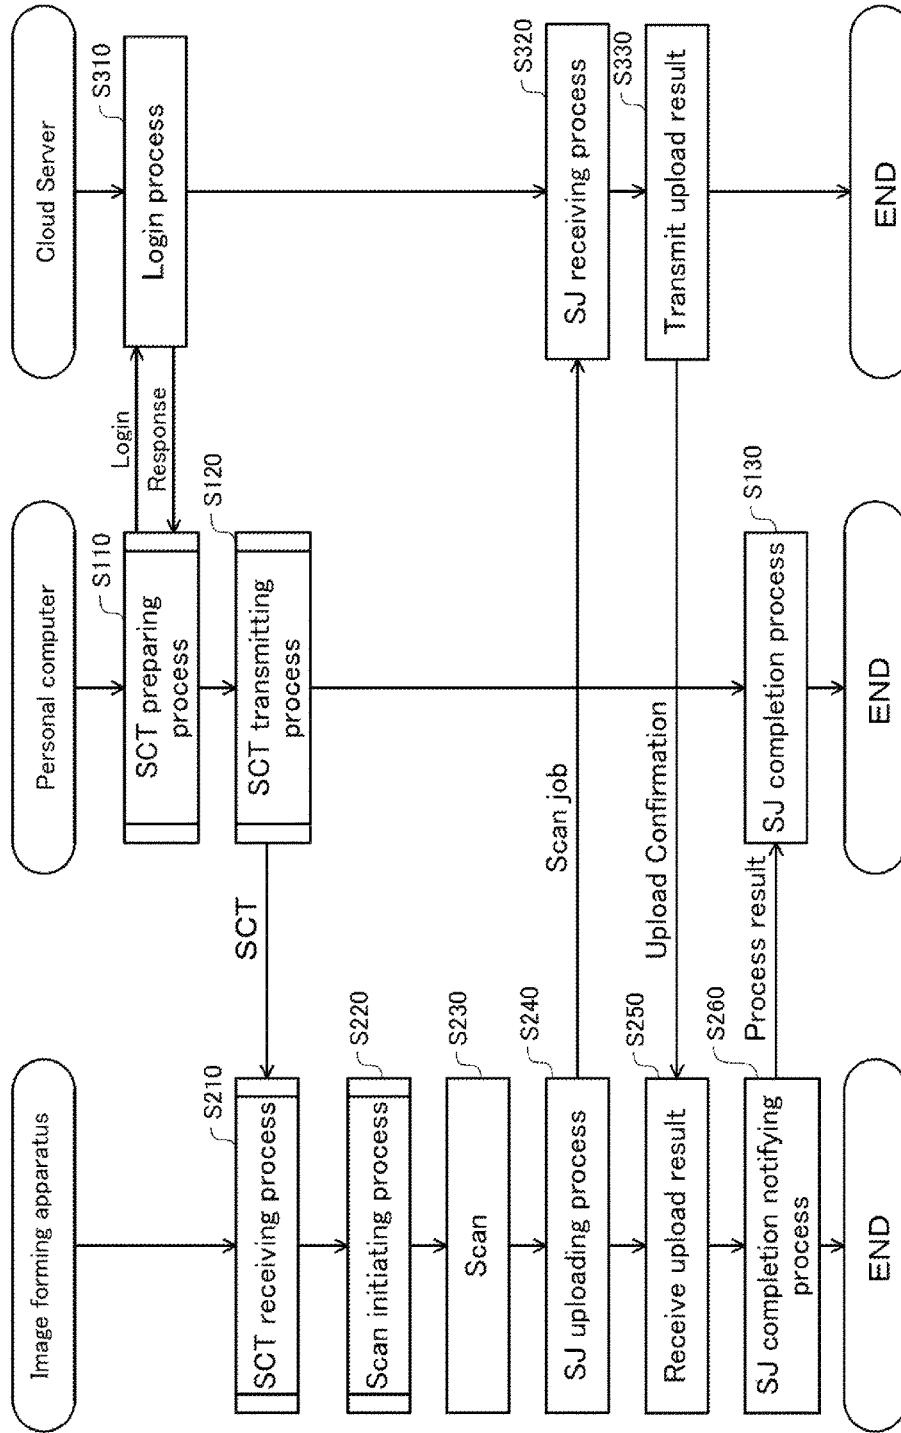 Image forming apparatus
S210
SCT receiving process
S220
Scan initiating process
S230
Scan
S240
SJ uploading process
S250
Receive upload result
S260
SJ completion notifying
process
END
SCT
Scan job
Upload Confirmation
Process result
Personal computer
S110
SCT preparing
process
S120
SCT transmitting
process
S130
SJ completion process
END
Login
Response
Cloud Server
S310
Login process
S320
SJ receiving process
S330
Transmit upload result
END